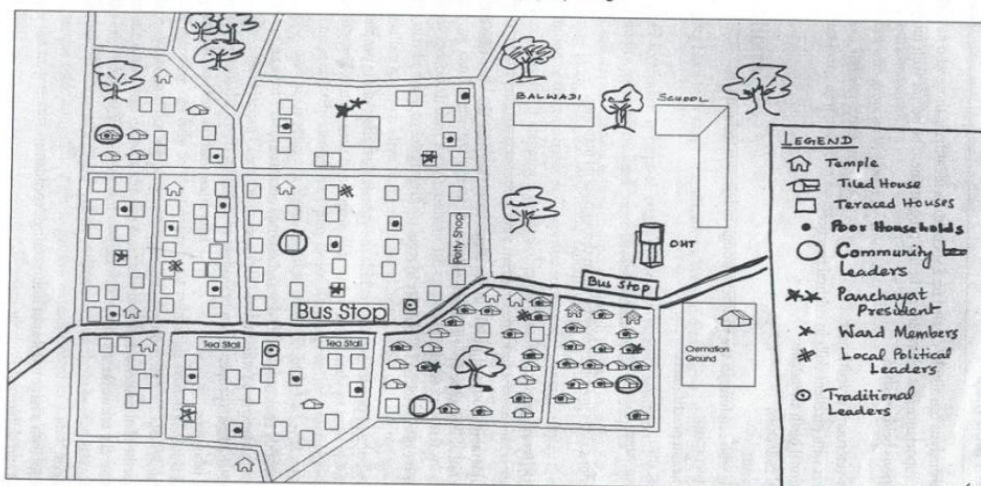 BALWADI
SCHOOL
Petty Shop
OHT
Bus Stop
Bus Stop
Tea Stall
Tea Stall
Cremation
Ground
LEGEND
Temple
Tiled House
Teraced Houses
Poor Households
Community
Leaders
Panchayat
President
Ward Members
Local Political
Leaders
Traditional
Leaders